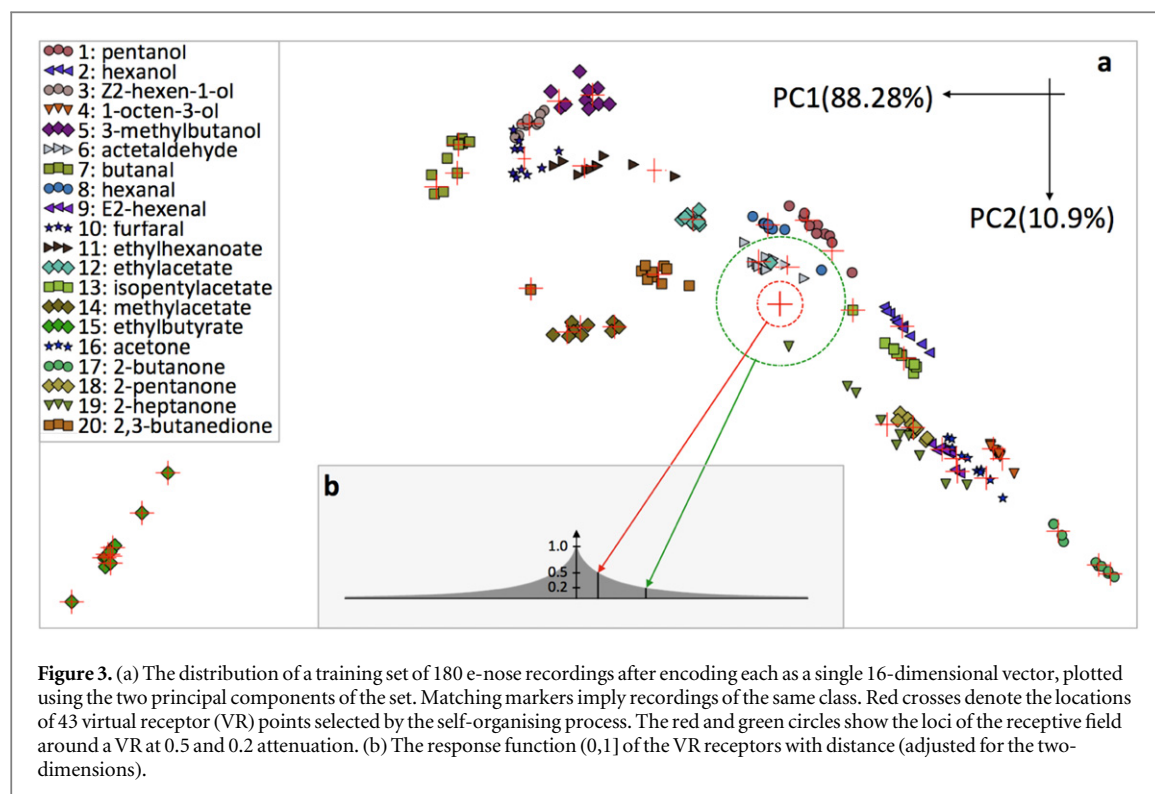 1: pentanol
2: hexanol
3: Z2-hexen-1-ol
4: 1-octen-3-ol
5: 3-methylbutanol
6: actetaldehyde
7: butanal
8: hexanal
9: E2-hexenal
10: furfaral
11: ethylhexanoate
12: ethylacetate
13: isopentylacetate
14: methylacetate
15: ethylbutyrate
16: acetone
17: 2-butanone
18: 2-pentanone
19: 2-heptanone
20: 2,3-butanedione
a
PC1(88.28%)
PC2(10.9%)
b
1.0
0.5
0.2
Figure 3. (a) The distribution of a training set of 180 e-nose recordings after encoding each as a single 16-dimensional vector, plotted
using the two principal components of the set. Matching markers imply recordings of the same class. Red crosses denote the locations
of 43 virtual receptor (VR) points selected by the self-organising process. The red and green circles show the loci of the receptive field
around a VR at 0.5 and 0.2 attenuation. (b) The response function (0,1] of the VR receptors with distance (adjusted for the two-
dimensions).